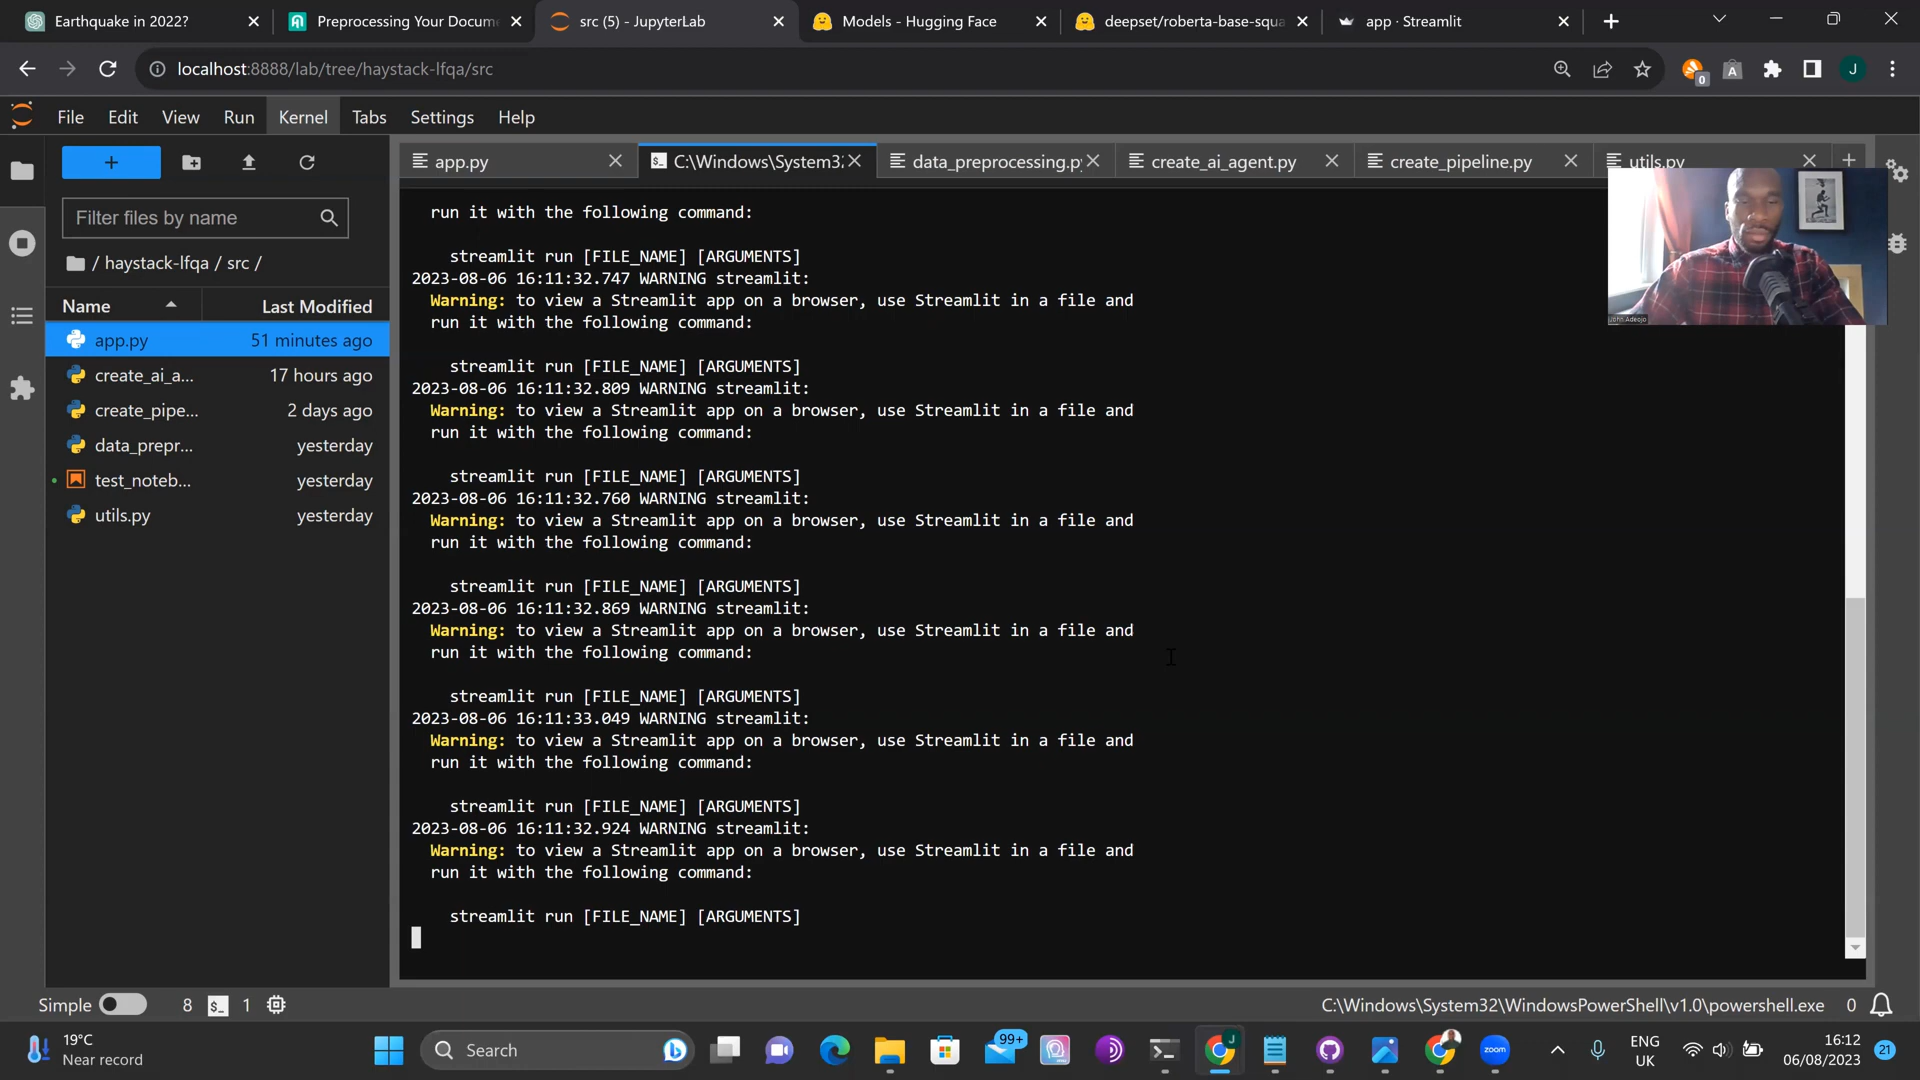 Earthquake in 2022?
Preprocessing Your Docume
src (5) - JupyterLab
Models - Hugging Face
deepset/roberta-base-squa
app · Streamlit
localhost:8888/lab/tree/haystack-lfqa/src
0
A
J
File Edit View Run Kernel Tabs Settings Help
app.py
C:\Windows\System3:
data_preprocessing.py
create_ai_agent.py
create_pipeline.py
utils.py
Filter files by name
/ haystack-lfqa / src /
Name Last Modified
app.py 51 minutes ago
create_ai_a... 17 hours ago
create_pipe... 2 days ago
data_prepr... yesterday
test_noteb... yesterday
utils.py yesterday
run it with the following command:
streamlit run [FILE_NAME] [ARGUMENTS]
2023-08-06 16:11:32.747 WARNING streamlit:
Warning: to view a Streamlit app on a browser, use Streamlit in a file and
run it with the following command:
streamlit run [FILE_NAME] [ARGUMENTS]
2023-08-06 16:11:32.809 WARNING streamlit:
Warning: to view a Streamlit app on a browser, use Streamlit in a file and
run it with the following command:
streamlit run [FILE_NAME] [ARGUMENTS]
2023-08-06 16:11:32.760 WARNING streamlit:
Warning: to view a Streamlit app on a browser, use Streamlit in a file and
run it with the following command:
streamlit run [FILE_NAME] [ARGUMENTS]
2023-08-06 16:11:32.869 WARNING streamlit:
Warning: to view a Streamlit app on a browser, use Streamlit in a file and
run it with the following command:
streamlit run [FILE_NAME] [ARGUMENTS]
2023-08-06 16:11:33.049 WARNING streamlit:
Warning: to view a Streamlit app on a browser, use Streamlit in a file and
run it with the following command:
streamlit run [FILE_NAME] [ARGUMENTS]
2023-08-06 16:11:32.924 WARNING streamlit:
Warning: to view a Streamlit app on a browser, use Streamlit in a file and
run it with the following command:
streamlit run [FILE_NAME] [ARGUMENTS]
John Adeojo
Simple 8 $_ 1
C:\Windows\System32\WindowsPowerShell\v1.0\powershell.exe 0
19°C
Near record
Search
99+
J
zoom
ENG
UK
16:12
06/08/2023
21